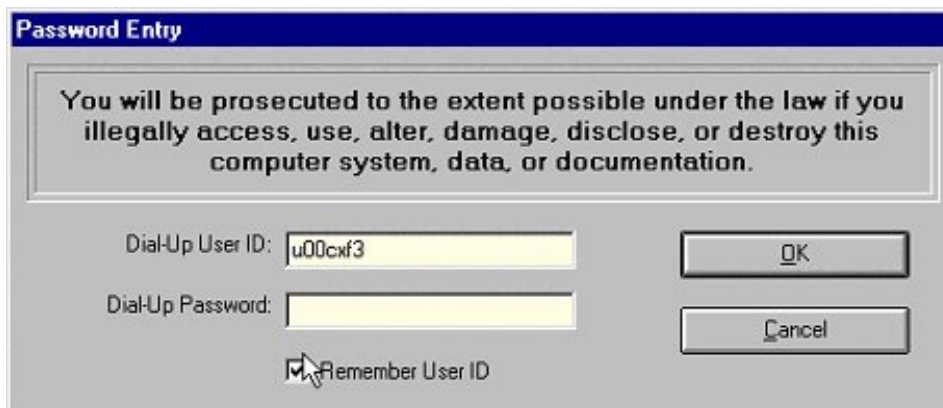 Password Entry
You will be prosecuted to the extent possible under the law if you
illegally access, use, alter, damage, disclose, or destroy this
computer system, data, or documentation.
Dial-Up User ID: u00cxf3
OK
Dial-Up Password:
Cancel
Remember User ID